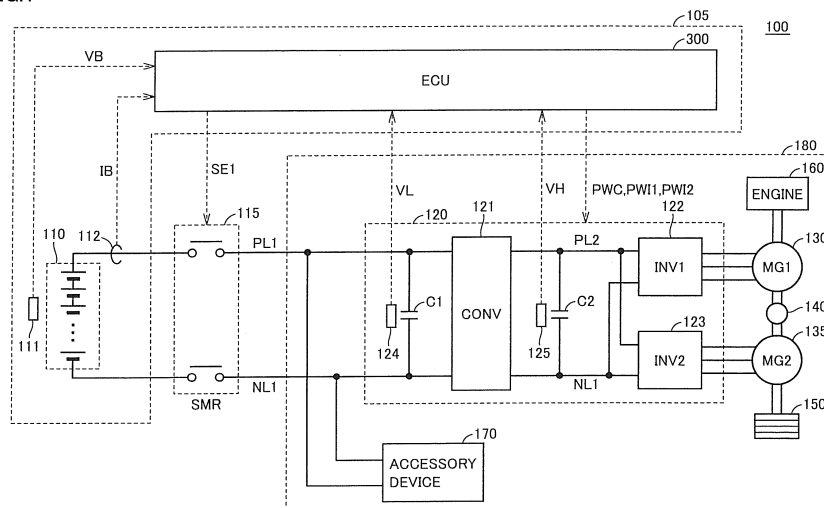 105
100
300
VB
ECU
180
IB
SE1
VL
VH
PWC,PWI1,PWI2
160
ENGINE
115
120
121
122
110
112
PL1
PL2
130
INV1
MG1
C1
CONV
C2
140
111
124
125
123
135
INV2
MG2
NL1
NL1
SMR
150
170
ACCESSORY
DEVICE